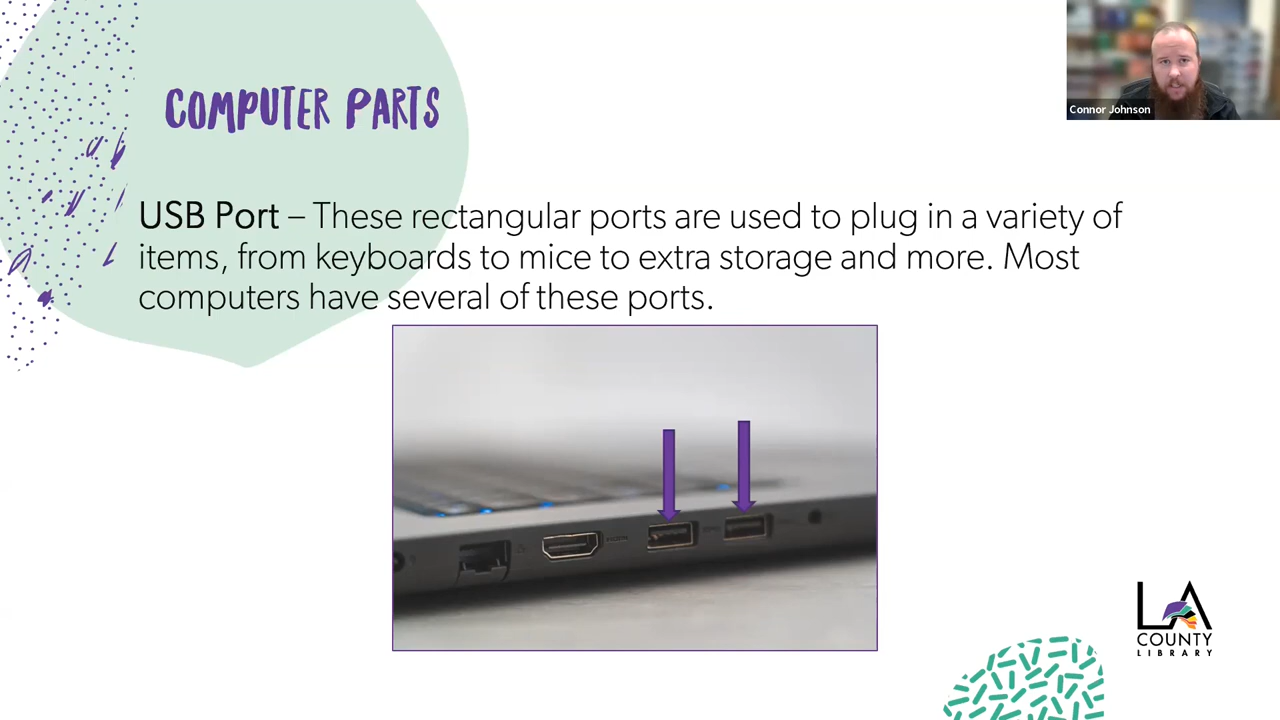 COMPUTER PARTS
Connor Johnson
USB Port – These rectangular ports are used to plug in a variety of
items, from keyboards to mice to extra storage and more. Most
computers have several of these ports.
LA
COUNTY
LIBRARY